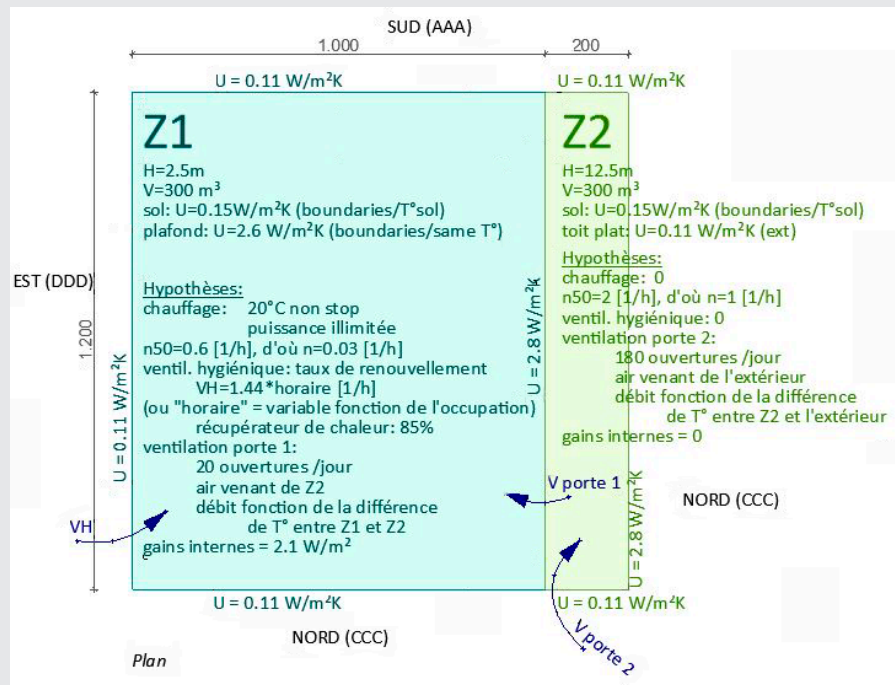 SUD (AAA)
1.000
200
U = 0.11 W/m²K
U = 0.11 W/m²K
Z1
H=2.5m
V=300 m³
sol: U=0.15W/m²K (boundaries/T°sol)
plafond: U=2.6 W/m²K (boundaries/same T°)
Hypothèses:
chauffage: 20°C non stop
puissance illimitée
n50=0.6 [1/h], d'où n=0.03 [1/h]
ventil. hygiénique: taux de renouvellement
VH=1.44*horaire [1/h]
(ou "horaire" = variable fonction de l'occupation)
récupérateur de chaleur: 85%
ventilation porte 1:
20 ouvertures /jour
air venant de Z2
débit fonction de la différence
de T° entre Z1 et Z2
gains internes = 2.1 W/m²
c
Z2
H=12.5m
V=300 m³
sol: U=0.15W/m²K (boundaries/T°sol)
toit plat: U=0.11 W/m²K (ext)
Hypothèses:
chauffage: 0
n50=2 [1/h], d'où n=1 [1/h]
ventil. hygiénique: 0
ventilation porte 2:
180 ouvertures /jour
air venant de l'extérieur
débit fonction de la différence
de T° entre Z2 et l'extérieur
gains internes = 0
EST (DDD)
1.200
U = 0.11 W/m²K
U = 2.8 W/m²K
U = 2.8 W/m²K
VH
V porte 1
NORD (CCC)
V porte 2
U = 0.11 W/m²K
U = 0.11 W/m²K
NORD (CCC)
Plan